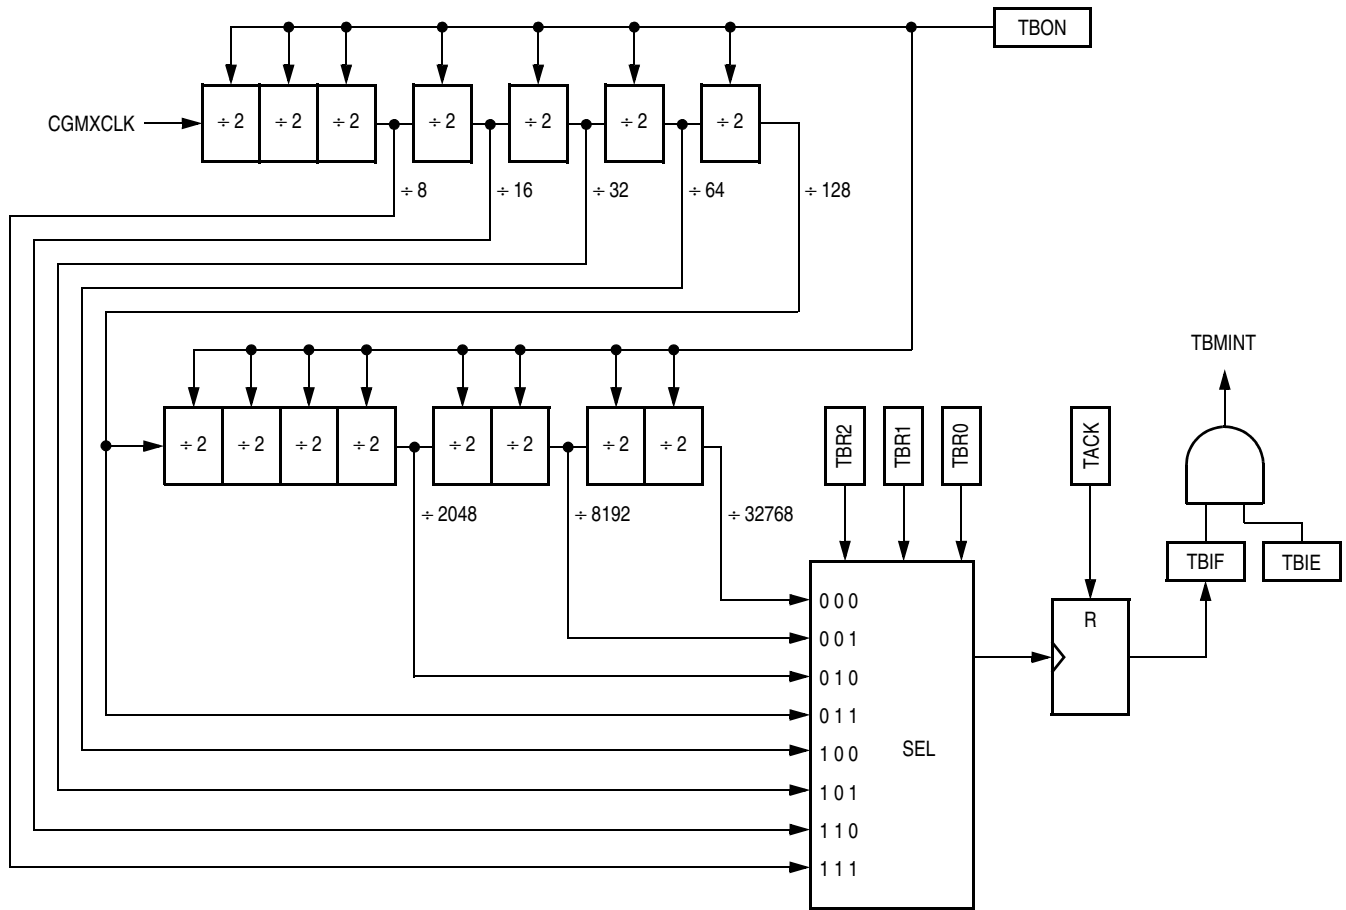 TBON
CGMXCLK
÷ 2 ÷ 2 ÷ 2 ÷ 2 ÷ 2 ÷ 2 ÷ 2
÷ 8 ÷ 16 ÷ 32 ÷ 64 ÷ 128
TBMINT
÷ 2 ÷ 2 ÷ 2 ÷ 2 ÷ 2 ÷ 2 ÷ 2 ÷ 2
TBR2
TBR1
TBR0
TACK
÷ 2048 ÷ 8192 ÷ 32768
TBIF TBIE
0 0 0
R
0 0 1
0 1 0
0 1 1
1 0 0
SEL
1 0 1
1 1 0
1 1 1